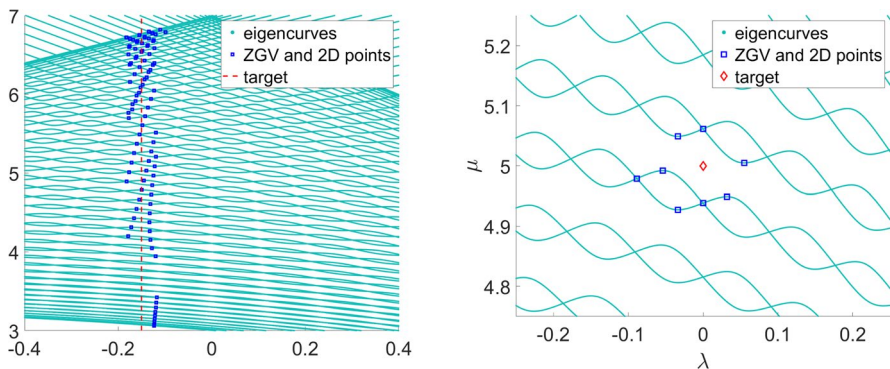 7
6
5
4
3
-0.4
-0.2
0
0.2
0.4
eigencurves
ZGV and 2D points
target
5.2
5.1
5
4.9
4.8
μ
-0.2
-0.1
0
0.1
0.2
λ
eigencurves
ZGV and 2D points
target